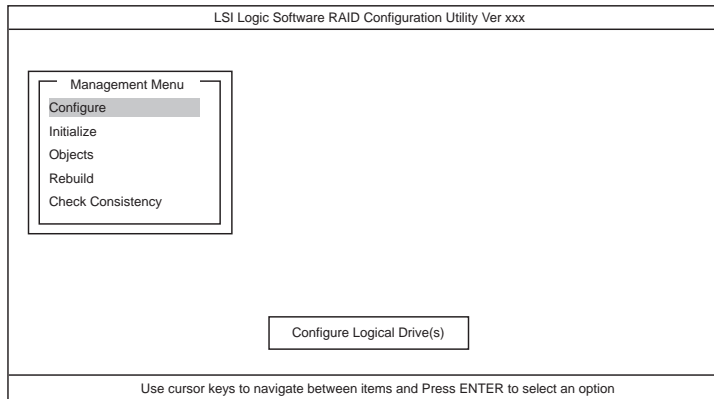 LSI Logic Software RAID Configuration Utility Ver xxx
Management Menu
Configure
Initialize
Objects
Rebuild
Check Consistency
Configure Logical Drive(s)
Use cursor keys to navigate between items and Press ENTER to select an option